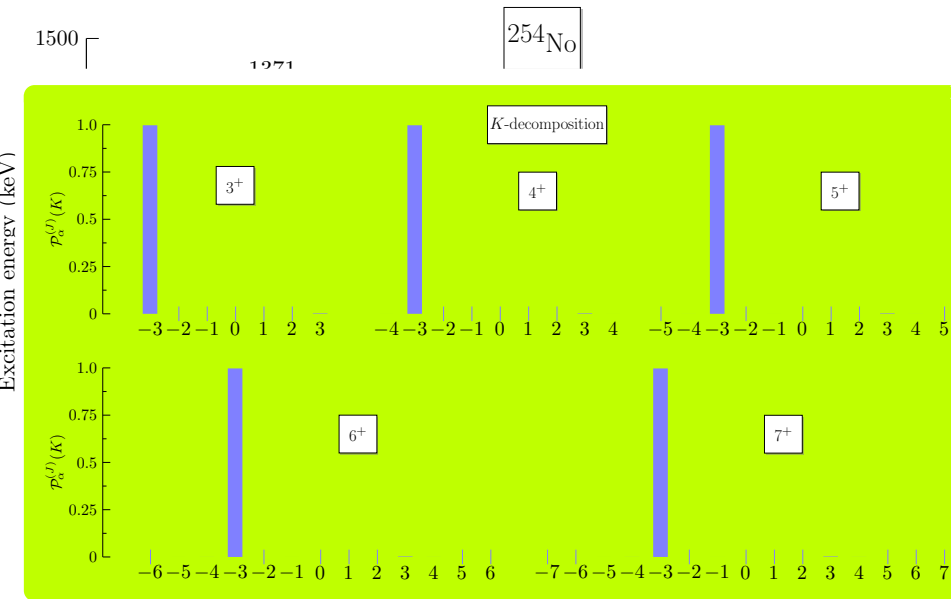 1500
²⁵⁴No
1371
Excitation energy (keV)
K-decomposition
1.0
0.75
0.5
0.25
0
𝒫α⁽ᴶ⁾(K)
3⁺
4⁺
5⁺
−3 −2 −1 0 1 2 3
−4 −3 −2 −1 0 1 2 3 4
−5 −4 −3 −2 −1 0 1 2 3 4 5
1.0
0.75
0.5
0.25
0
𝒫α⁽ᴶ⁾(K)
6⁺
7⁺
−6 −5 −4 −3 −2 −1 0 1 2 3 4 5 6
−7 −6 −5 −4 −3 −2 −1 0 1 2 3 4 5 6 7